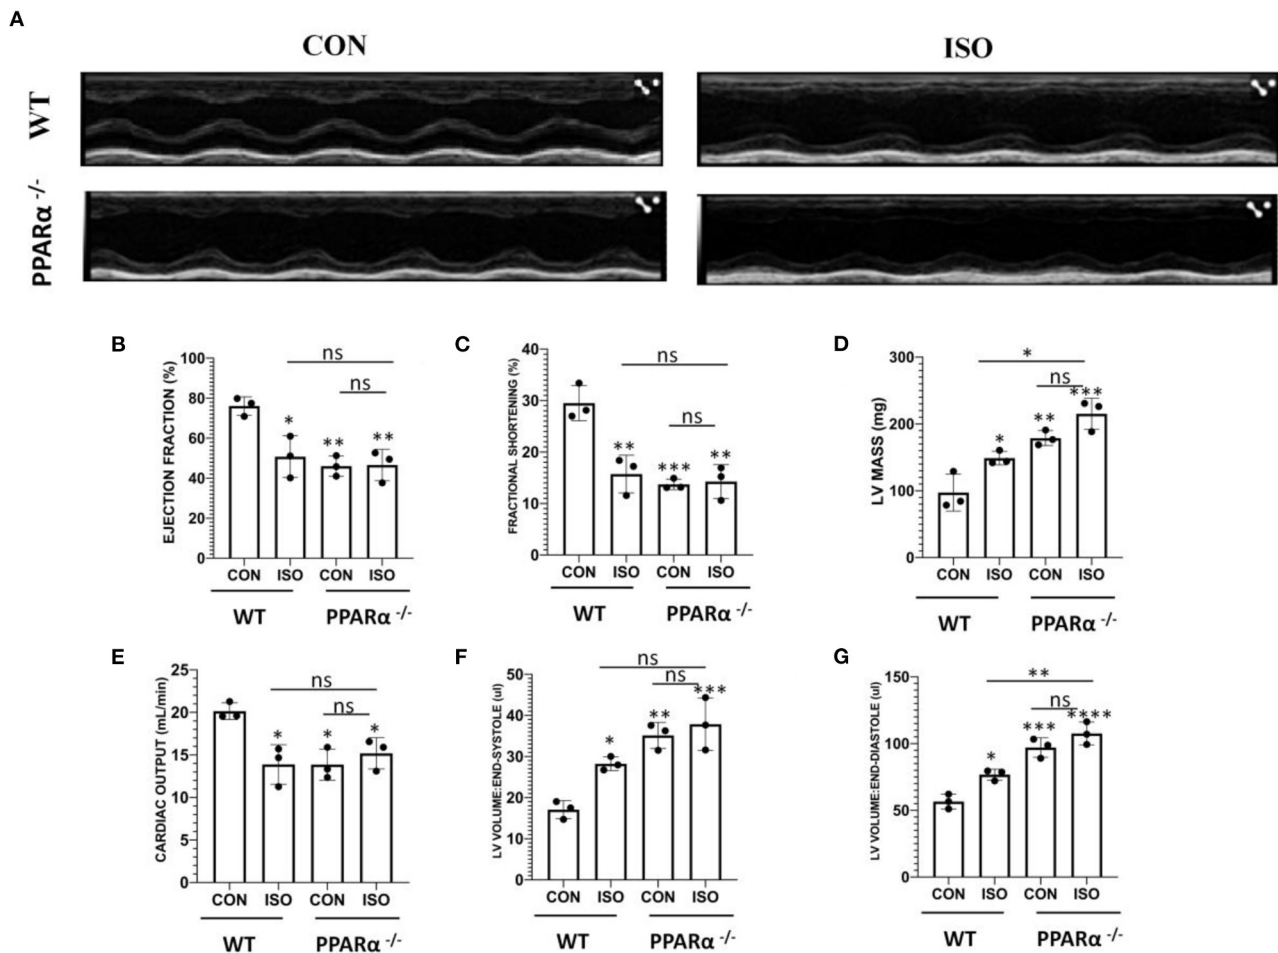 A
CON
ISO
WT
PPARα -/-
B
EJECTION FRACTION (%)
100
80
60
40
20
0
ns
ns
*
**
**
CON ISO CON ISO
WT PPARα -/-
C
FRACTIONAL SHORTENING (%)
40
30
20
10
0
ns
ns
**
***
**
CON ISO CON ISO
WT PPARα -/-
D
LV MASS (mg)
300
200
100
0
*
ns
*
**
***
CON ISO CON ISO
WT PPARα -/-
E
CARDIAC OUTPUT (mL/min)
25
20
15
10
5
0
ns
ns
*
*
*
CON ISO CON ISO
WT PPARα -/-
F
LV VOLUME:END-SYSTOLE (ul)
50
40
30
20
10
0
ns
ns
*
**
***
CON ISO CON ISO
WT PPARα -/-
G
LV VOLUME:END-DIASTOLE (ul)
150
100
50
0
**
ns
*
***
****
CON ISO CON ISO
WT PPARα -/-